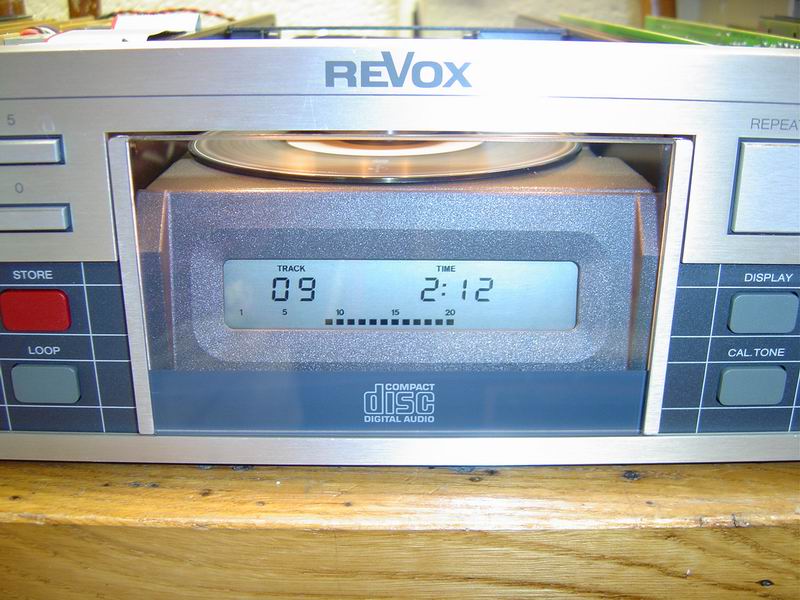 REVOX
5
REPEAT
0
TRACK TIME
09 2:12
1 5 10 15 20
STORE
DISPLAY
LOOP
CAL.TONE
COMPACT
disc
DIGITAL AUDIO